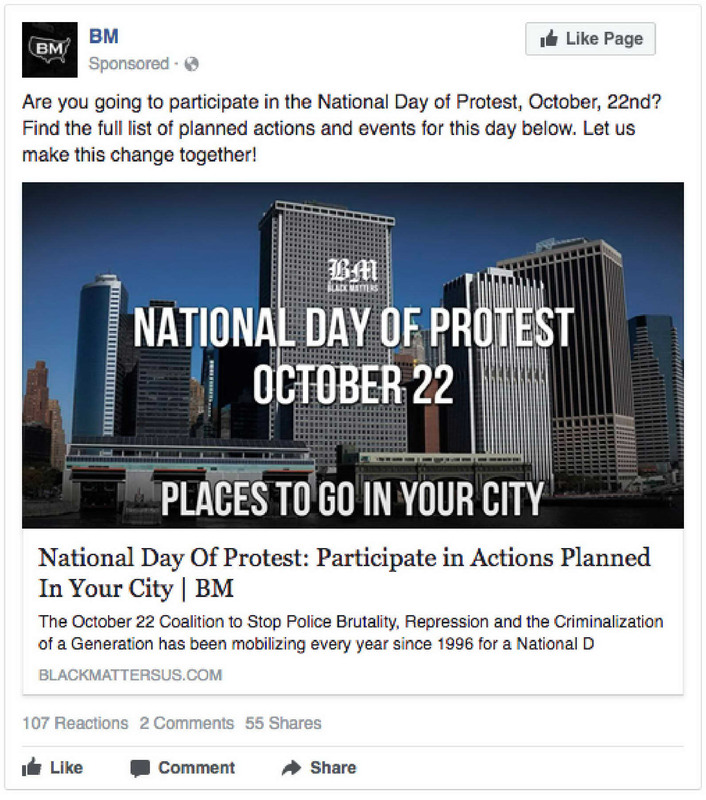 BM
BM
Like Page
Sponsored ·
Are you going to participate in the National Day of Protest, October, 22nd?
Find the full list of planned actions and events for this day below. Let us
make this change together!
BM
BLACK MATTERS
NATIONAL DAY OF PROTEST
OCTOBER 22
PLACES TO GO IN YOUR CITY
National Day Of Protest: Participate in Actions Planned
In Your City | BM
The October 22 Coalition to Stop Police Brutality, Repression and the Criminalization
of a Generation has been mobilizing every year since 1996 for a National D
BLACKMATTERSUS.COM
107 Reactions 2 Comments 55 Shares
Like Comment Share